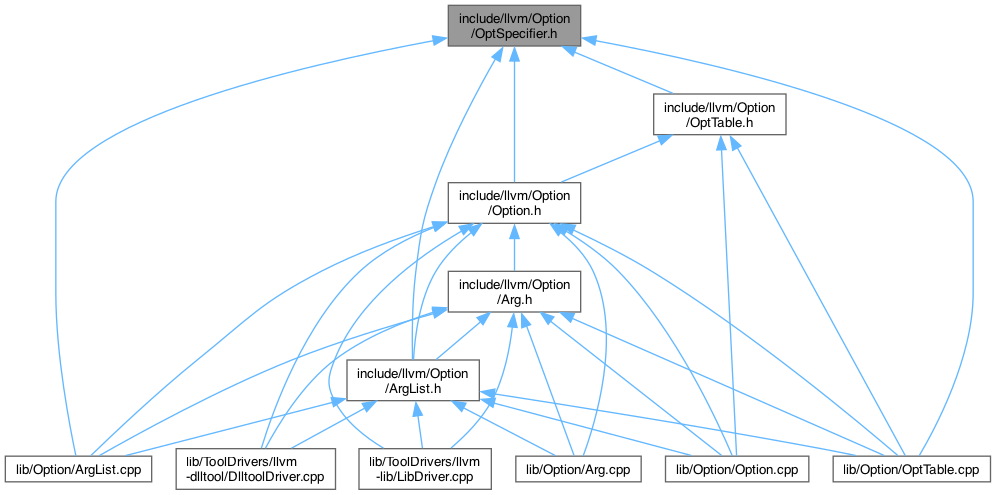 include/llvm/Option
/OptSpecifier.h
include/llvm/Option
/OptTable.h
include/llvm/Option
/Option.h
include/llvm/Option
/Arg.h
include/llvm/Option
/ArgList.h
lib/Option/ArgList.cpp
lib/ToolDrivers/llvm
-dlltool/DlltoolDriver.cpp
lib/ToolDrivers/llvm
-lib/LibDriver.cpp
lib/Option/Arg.cpp
lib/Option/Option.cpp
lib/Option/OptTable.cpp